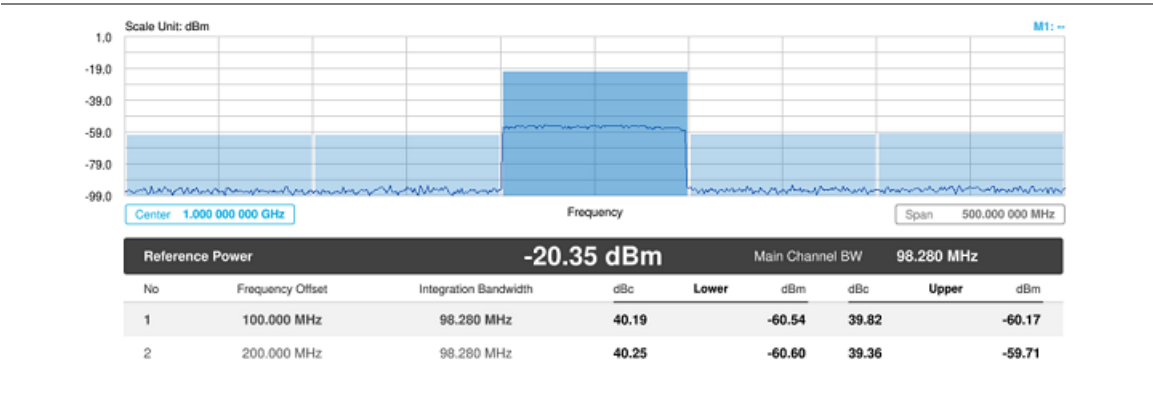 Scale Unit: dBm M1: --
1.0
-19.0
-39.0
-59.0
-79.0
-99.0
Center 1.000 000 000 GHz Frequency Span 500.000 000 MHz
Reference Power -20.35 dBm Main Channel BW 98.280 MHz
No Frequency Offset Integration Bandwidth dBc Lower dBm dBc Upper dBm
1 100.000 MHz 98.280 MHz 40.19 -60.54 39.82 -60.17
2 200.000 MHz 98.280 MHz 40.25 -60.60 39.36 -59.71